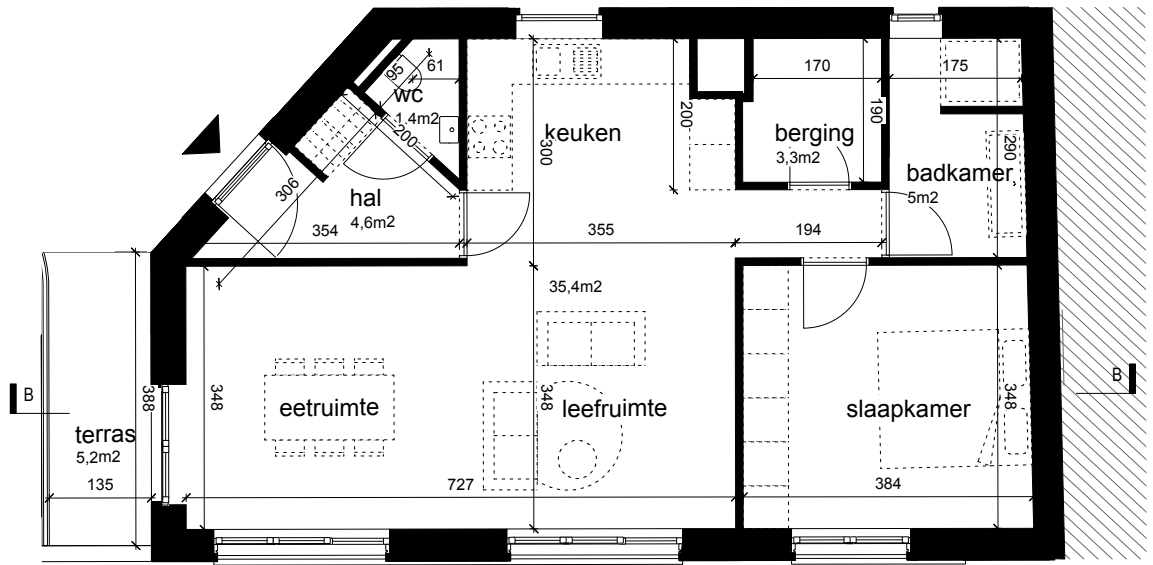 95
61
wc
1,4m2
200
306
hal
4,6m2
354
keuken
300
200
355
170
190
berging
3,3m2
194
175
290
badkamer
5m2
35,4m2
B
388
terras
5,2m2
135
348
eetruimte
348
leefruimte
727
slaapkamer
348
384
B